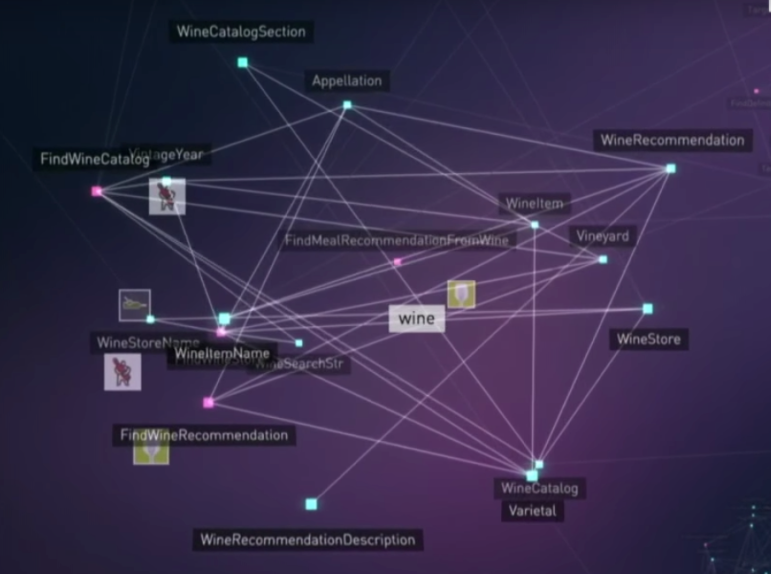 WineCatalogSection
Appellation
WineRecommendation
FindWineCatalog
VintageYear
WineItem
FindMealRecommendationFromWine
Vineyard
wine
WineStoreName
WineItemName
WineSearchStr
WineStore
FindWineRecommendation
WineCatalog
Varietal
WineRecommendationDescription